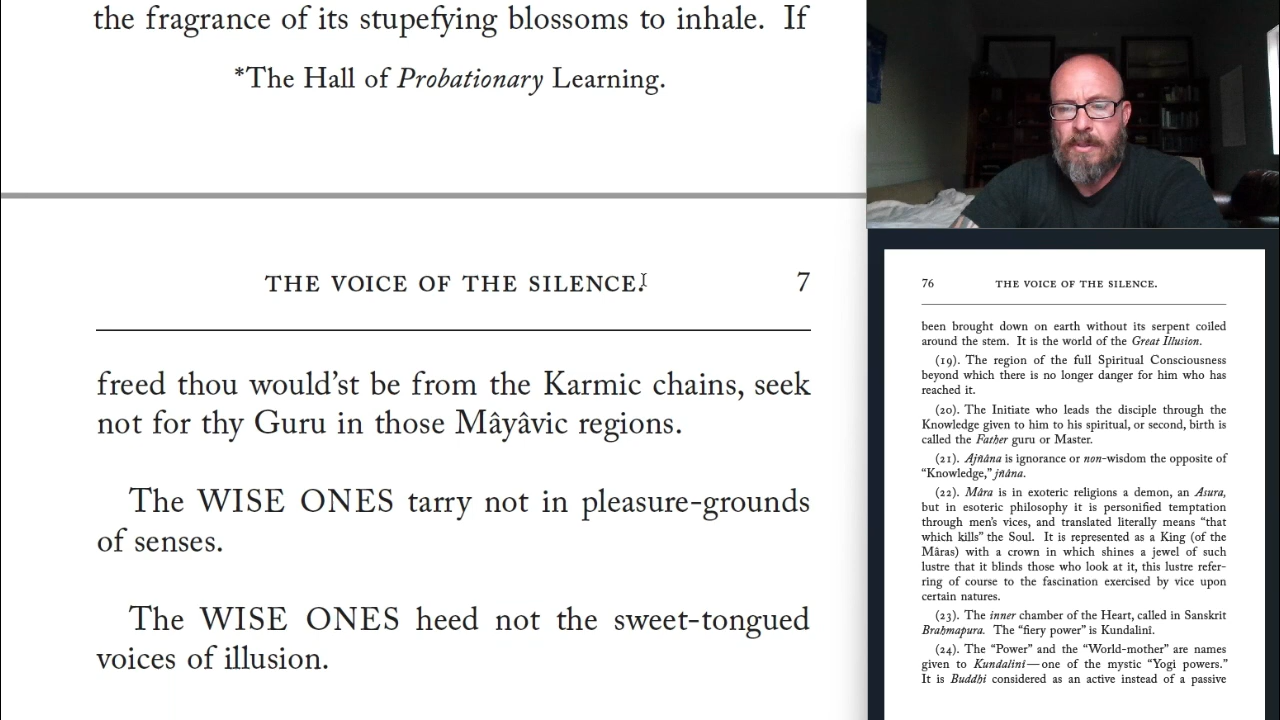 the fragrance of its stupefying blossoms to inhale. If
*The Hall of Probationary Learning.
THE VOICE OF THE SILENCE. 7
freed thou would'st be from the Karmic chains, seek
not for thy Guru in those Mâyâvic regions.
The WISE ONES tarry not in pleasure-grounds
of senses.
The WISE ONES heed not the sweet-tongued
voices of illusion.
76 THE VOICE OF THE SILENCE.
been brought down on earth without its serpent coiled
around the stem. It is the world of the Great Illusion.
(19). The region of the full Spiritual Consciousness
beyond which there is no longer danger for him who has
reached it.
(20). The Initiate who leads the disciple through the
Knowledge given to him to his spiritual, or second, birth is
called the Father guru or Master.
(21). Ajñâna is ignorance or non-wisdom the opposite of
“Knowledge,” jñâna.
(22). Mâra is in exoteric religions a demon, an Asura,
but in esoteric philosophy it is personified temptation
through men's vices, and translated literally means “that
which kills” the Soul. It is represented as a King (of the
Mâras) with a crown in which shines a jewel of such
lustre that it blinds those who look at it, this lustre refer-
ring of course to the fascination exercised by vice upon
certain natures.
(23). The inner chamber of the Heart, called in Sanskrit
Brahmapura. The “fiery power” is Kundalinî.
(24). The “Power” and the “World-mother” are names
given to Kundalinî—one of the mystic “Yogi powers.”
It is Buddhi considered as an active instead of a passive